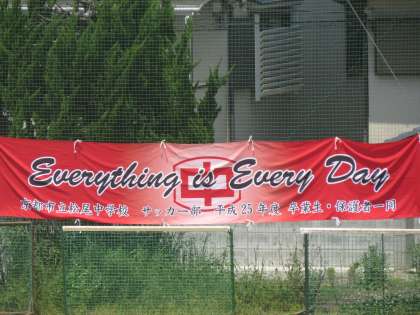 Everything is Every Day
中
京都市立松尾中学校 サッカー部 平成25年度 卒業生・保護者一同